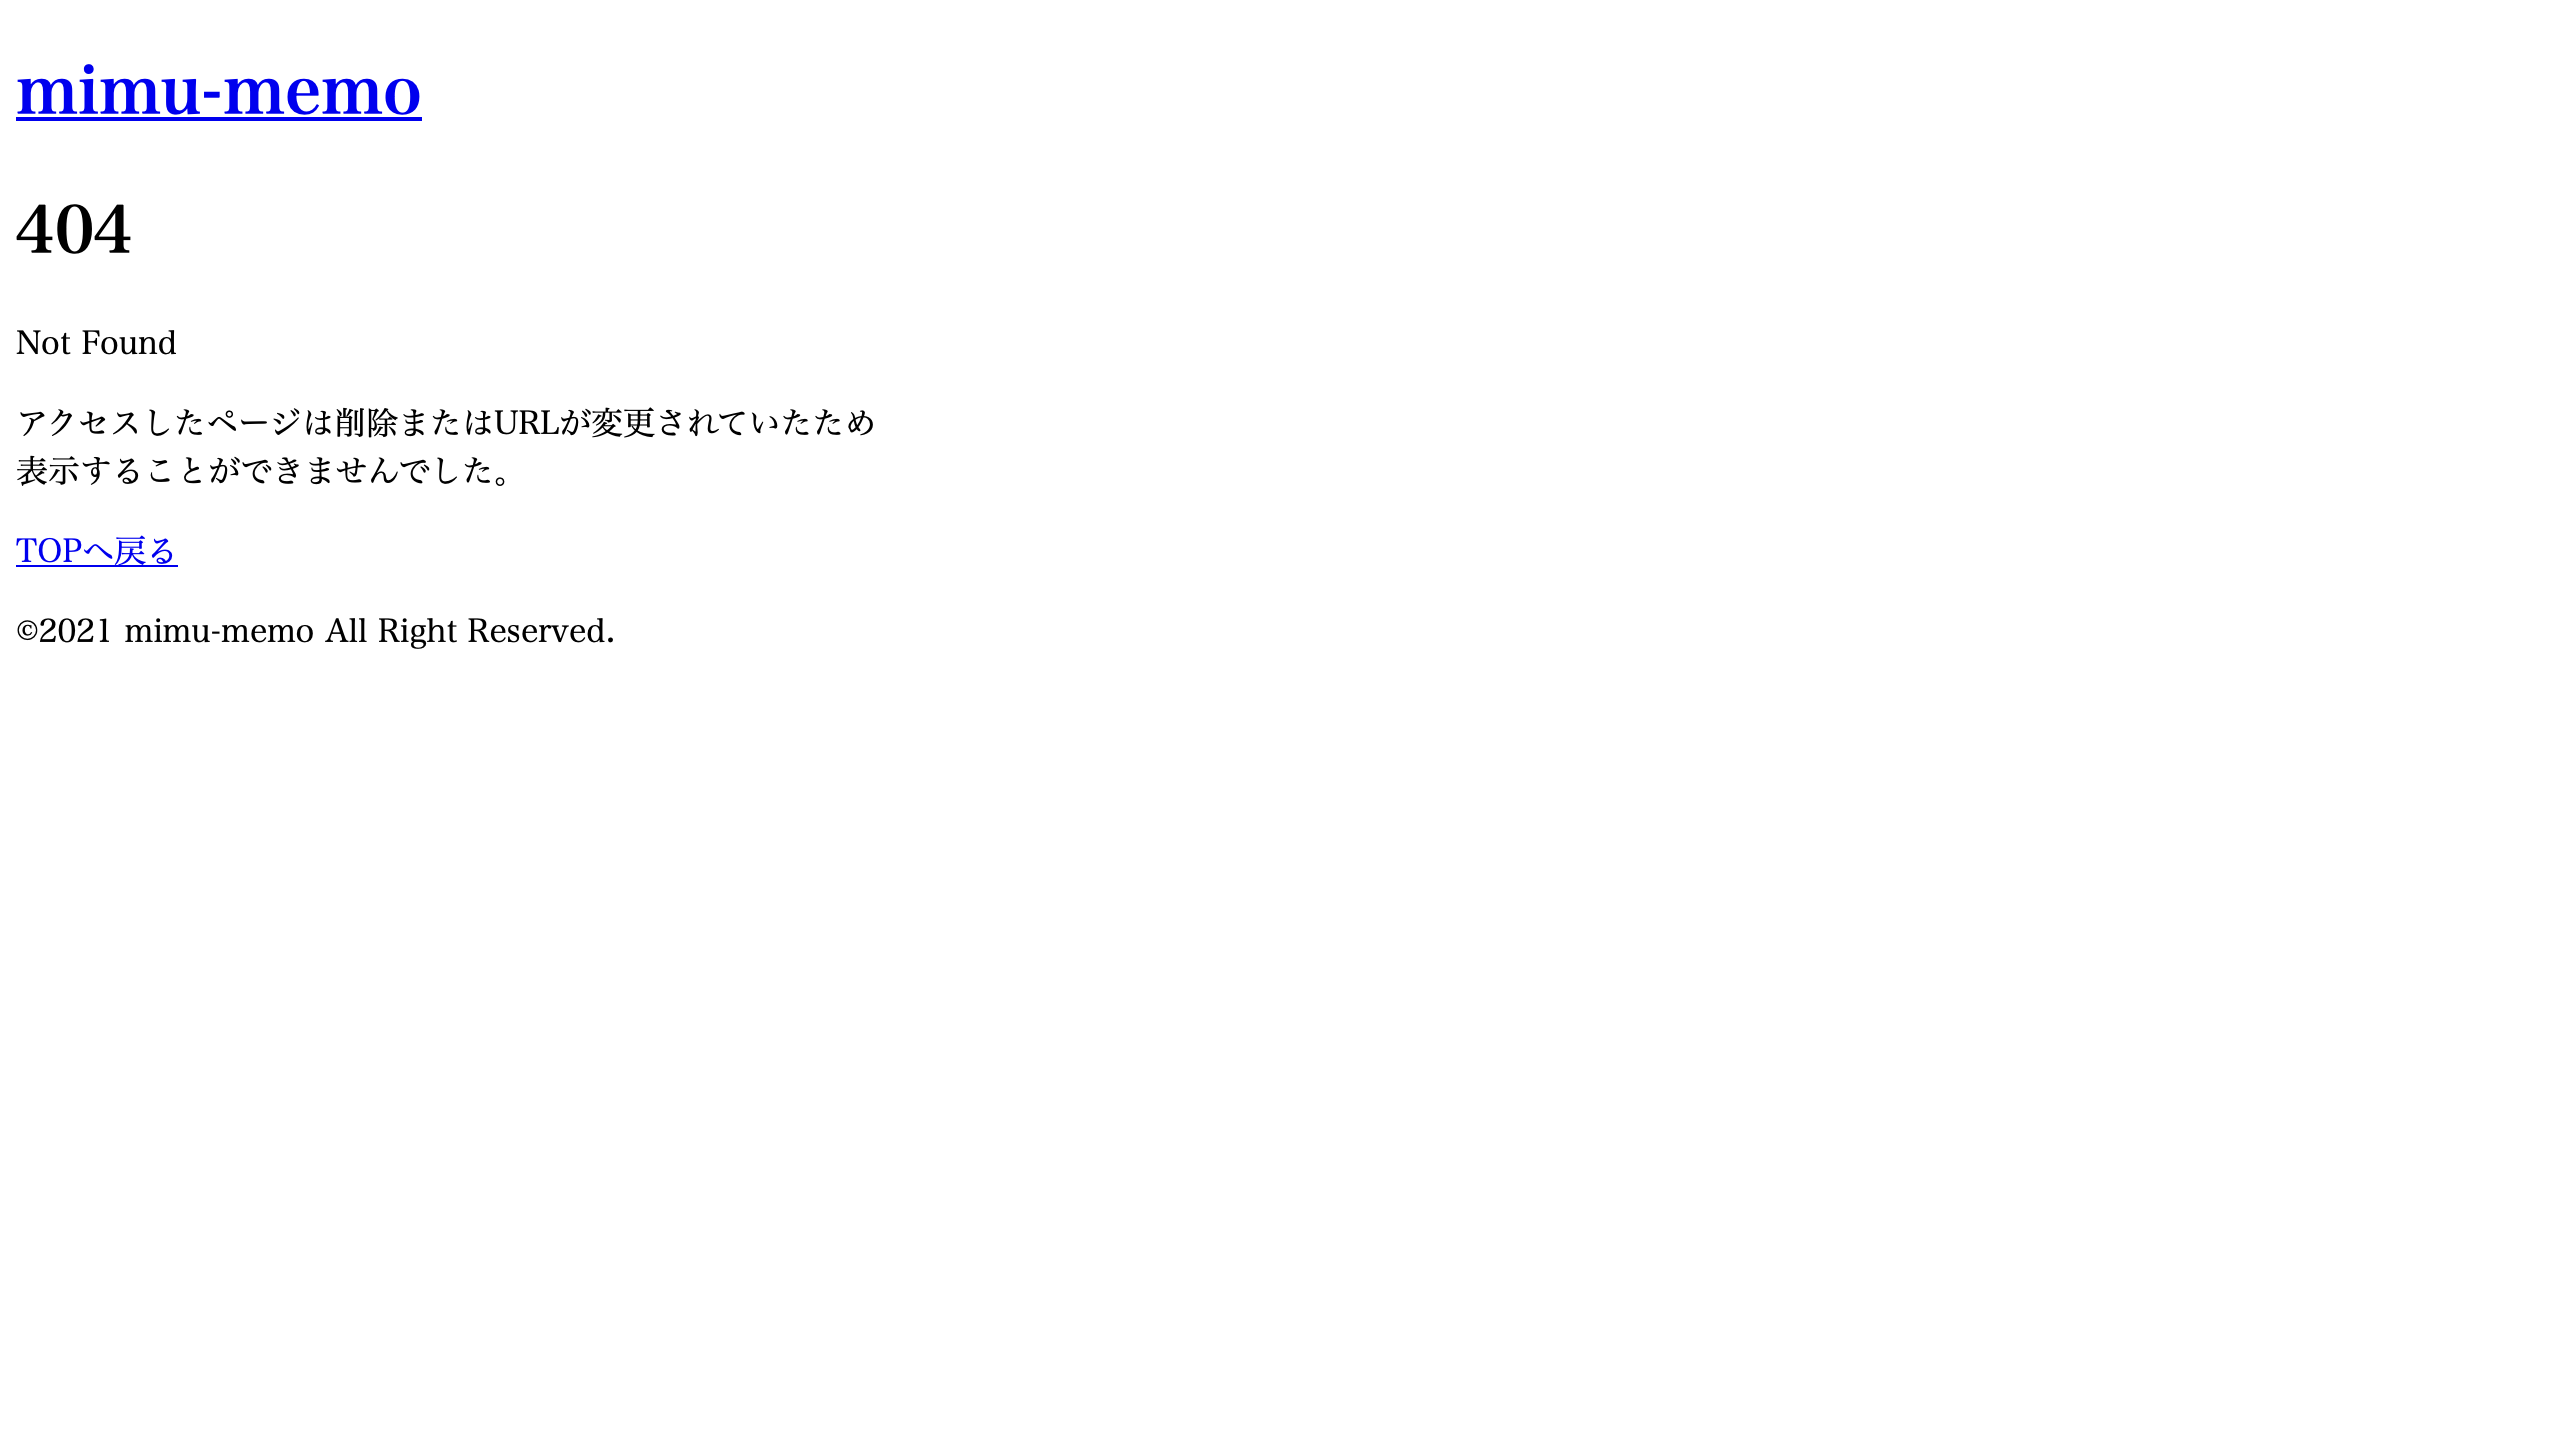 mimu-memo
404
Not Found
アクセスしたページは削除またはURLが変更されていたため
表示することができませんでした。
TOPへ戻る
©2021 mimu-memo All Right Reserved.